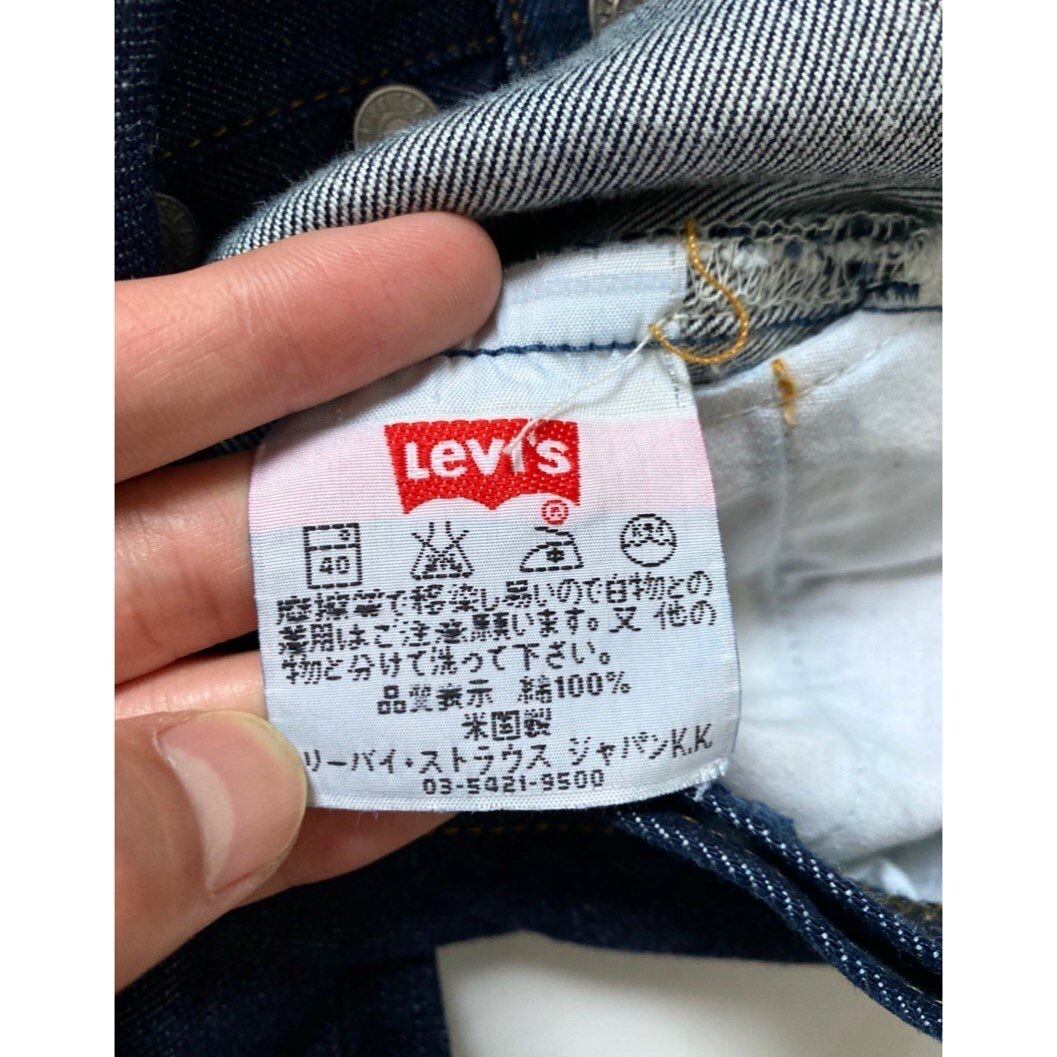 Levi's
®
40
摩擦等で移染し易いので白物との
着用はご注意願います。又 他の
物と分けて洗って下さい。
品質表示 綿100%
米国製
リーバイ・ストラウス ジャパンK.K.
03-5421-9500